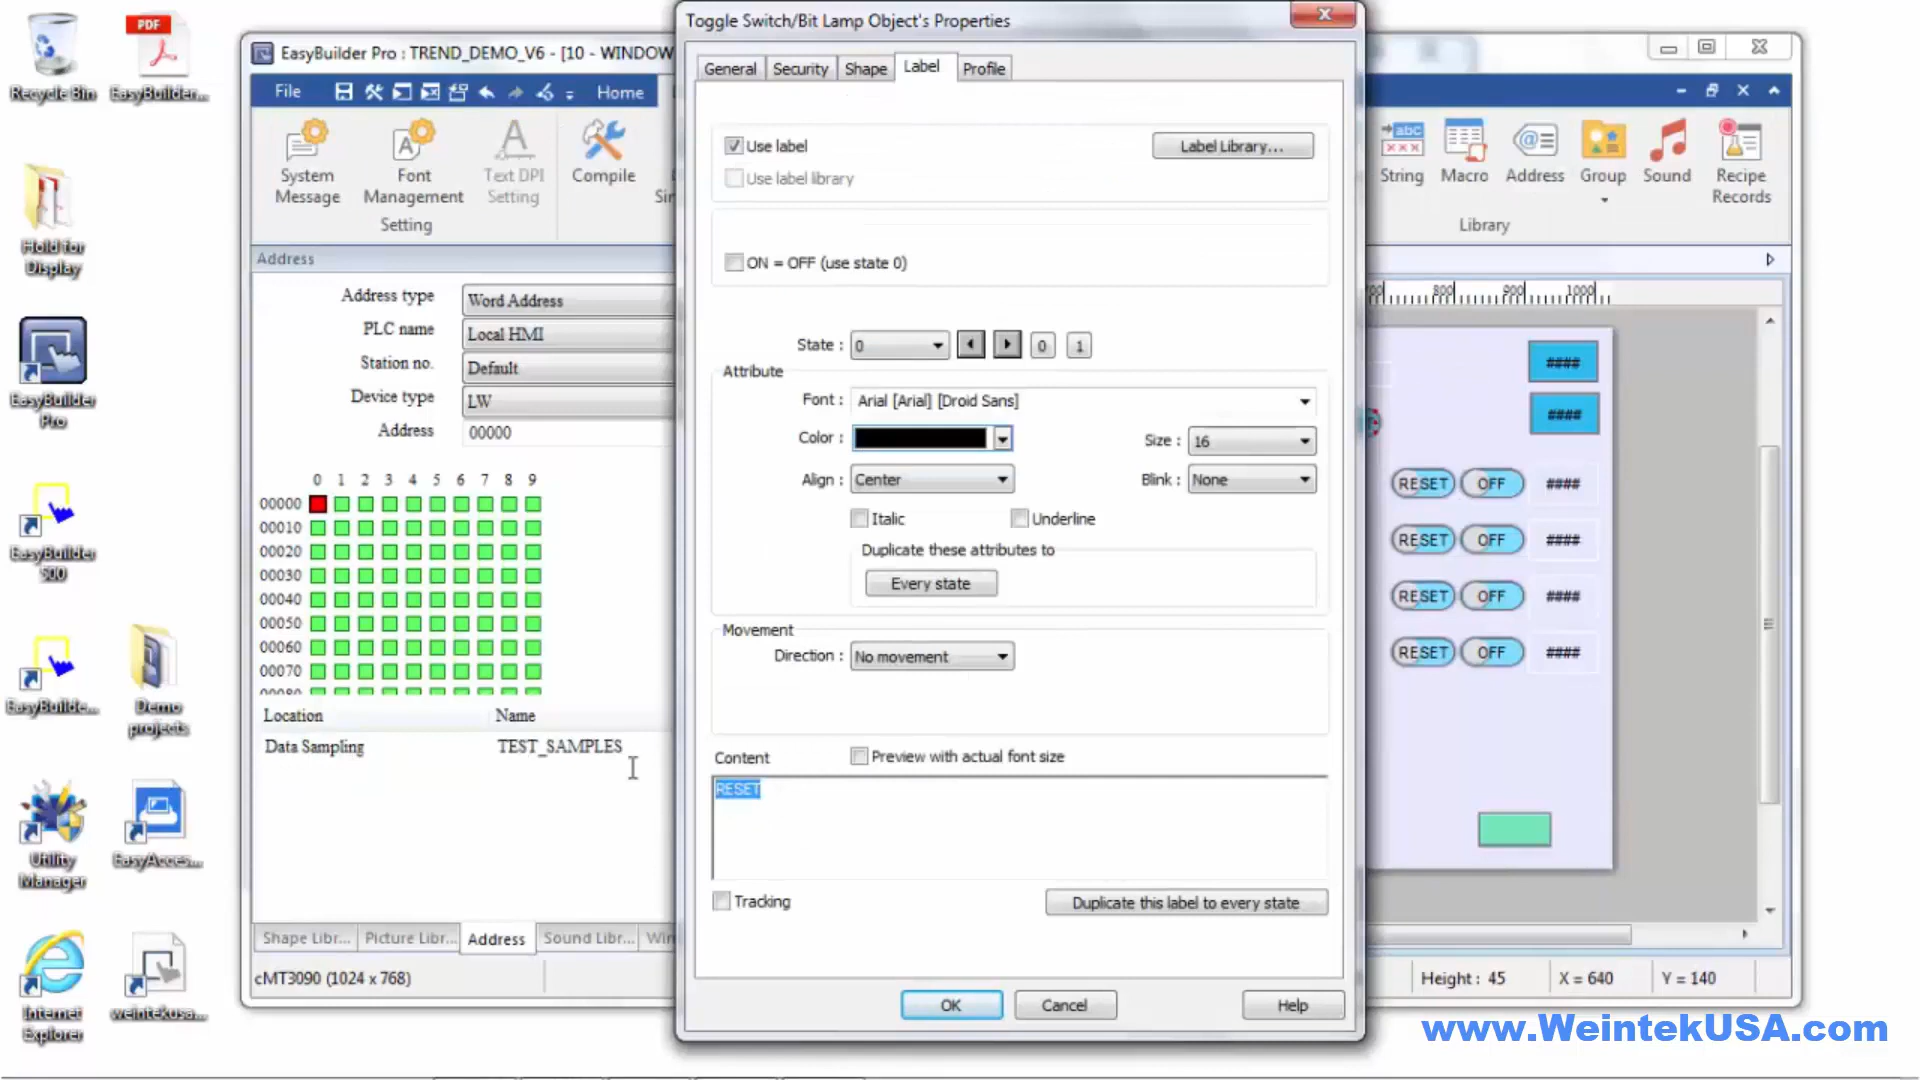 Toggle Switch/Bit Lamp Object's Properties
PDF
EasyBuilder Pro : TREND_DEMO_V6 - [10 - WINDOW
General
Security
Shape
Label
Profile
Recycle Bin
EasyBuilder...
File
Home
Use label
Label Library...
Use label library
System
Message
Font
Management
Text DPI
Setting
Compile
Sin
Setting
String
Macro
Address
Group
Sound
Recipe
Records
Library
Hold for
Display
Address
ON = OFF (use state 0)
Address type
Word Address
PLC name
Local HMI
Station no.
Default
Device type
LW
Address
00000
State :
0
0
1
800
900
1000
Attribute
Font :
Arial [Arial] [Droid Sans]
Color :
Size :
16
Align :
Center
Blink :
None
Italic
Underline
Duplicate these attributes to
Every state
EasyBuilder
Pro
####
####
0 1 2 3 4 5 6 7 8 9
00000
00010
00020
00030
00040
00050
00060
00070
00080
RESET OFF ####
RESET OFF ####
RESET OFF ####
RESET OFF ####
EasyBuilder
500
Movement
Direction :
No movement
EasyBuilde...
Demo
projects
Location
Name
Data Sampling
TEST_SAMPLES
Content
Preview with actual font size
RESET
Utility
Manager
EasyAcces...
Tracking
Duplicate this label to every state
Shape Libr...
Picture Libr...
Address
Sound Libr...
Win
cMT3090 (1024 x 768)
OK
Cancel
Help
Height : 45
X = 640
Y = 140
Internet
Explorer
weintekusa...
www.WeintekUSA.com